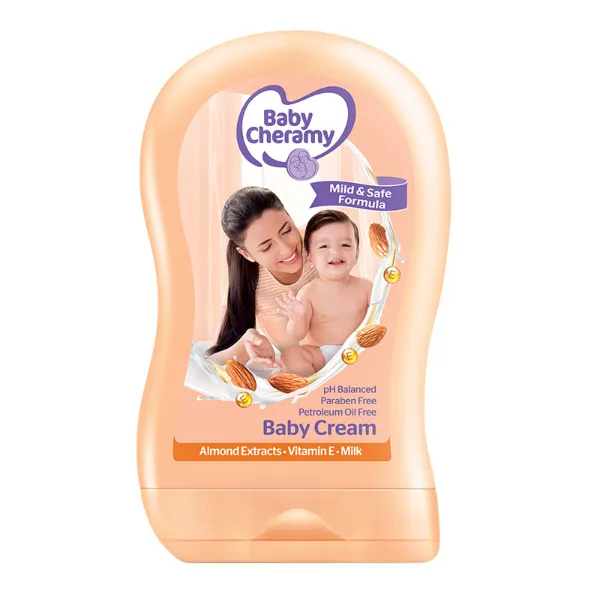 Baby
Cheramy
Mild & Safe
Formula
E
E
E
pH Balanced
Paraben Free
Petroleum Oil Free
Baby Cream
Almond Extracts • Vitamin E • Milk